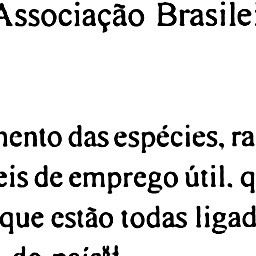 Associação Brasilei
mento das espécies, ra
eis de emprego útil. q
que estão todas ligad